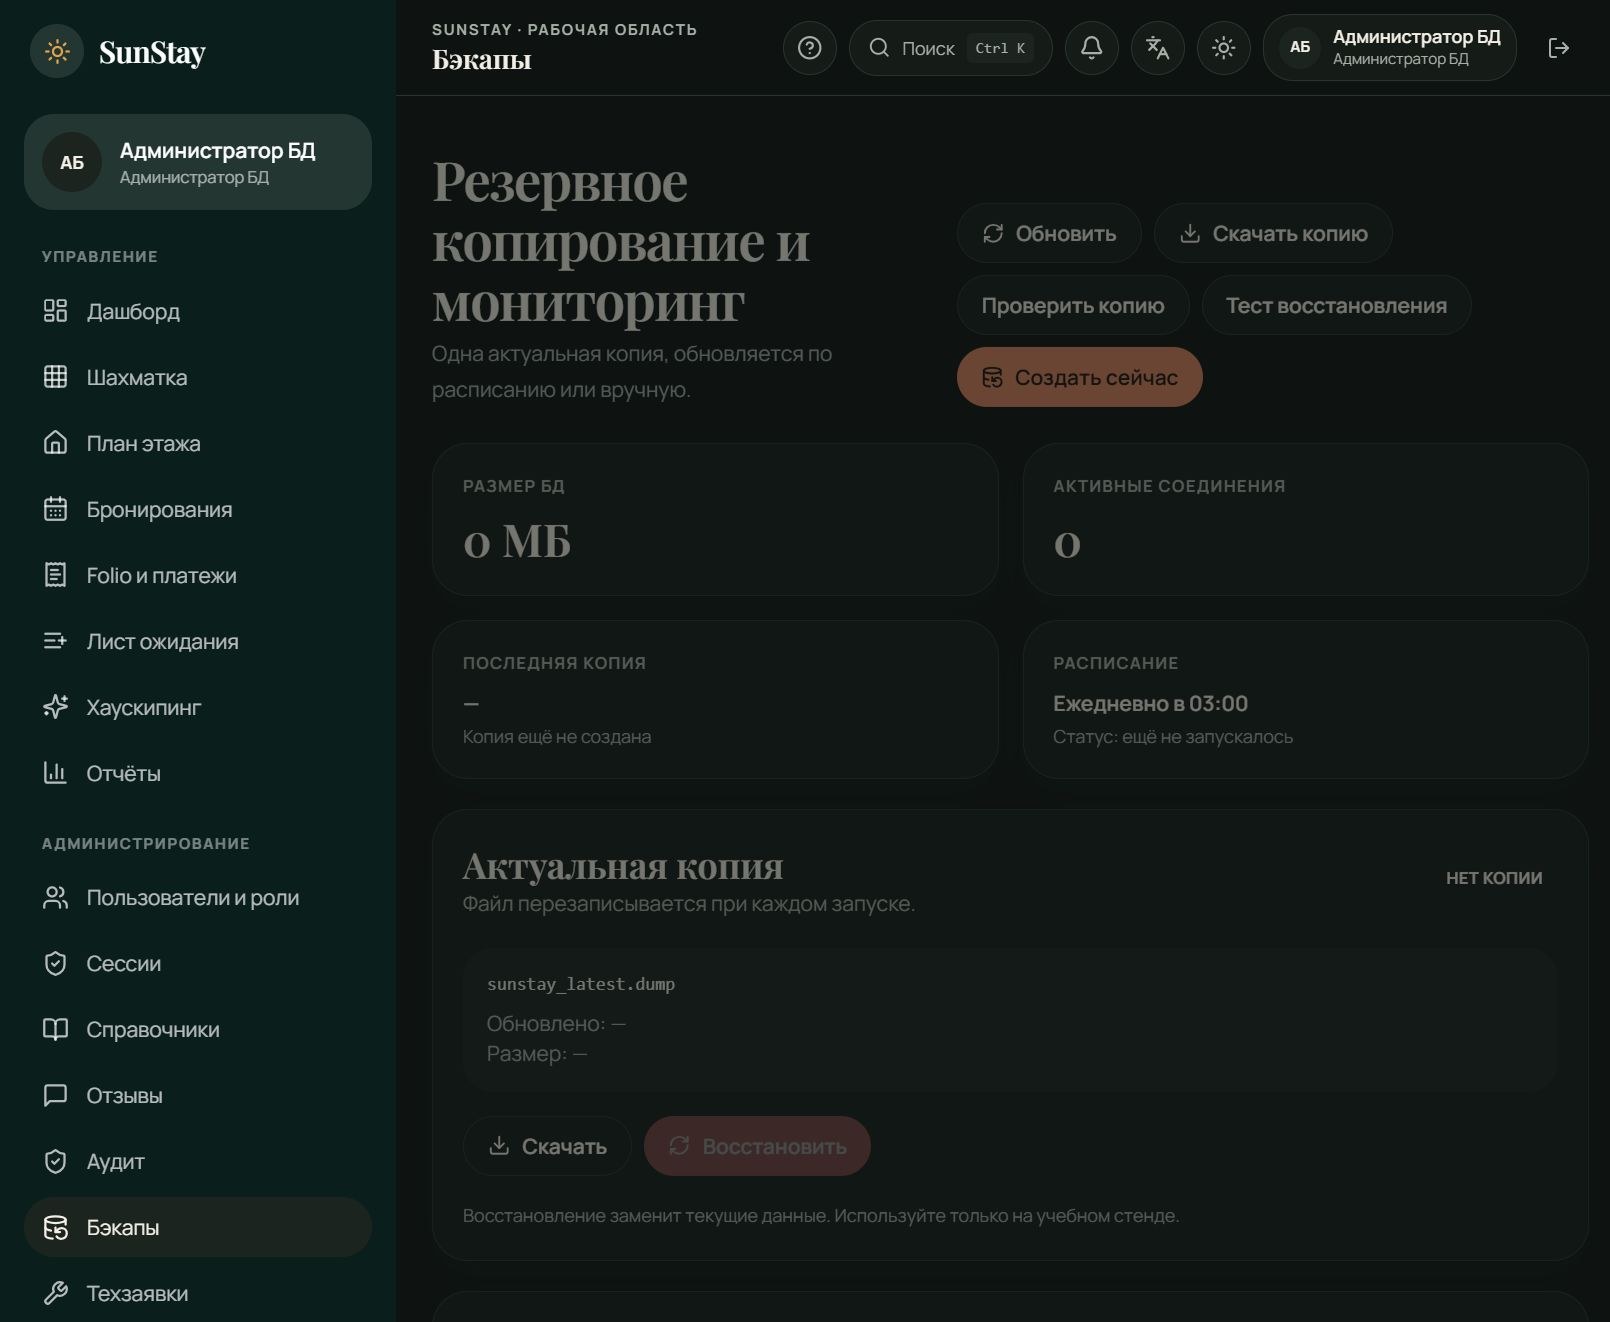 SunStay
АБ
Администратор БД
Администратор БД
УПРАВЛЕНИЕ
Дашборд
Шахматка
План этажа
Бронирования
Folio и платежи
Лист ожидания
Хаускипинг
Отчёты
АДМИНИСТРИРОВАНИЕ
Пользователи и роли
Сессии
Справочники
Отзывы
Аудит
Бэкапы
Техзаявки
SUNSTAY · РАБОЧАЯ ОБЛАСТЬ
Бэкапы
Поиск Ctrl K
АБ
Администратор БД
Администратор БД
Резервное
копирование и
мониторинг
Одна актуальная копия, обновляется по
расписанию или вручную.
Обновить
Скачать копию
Проверить копию
Тест восстановления
Создать сейчас
РАЗМЕР БД
0 МБ
АКТИВНЫЕ СОЕДИНЕНИЯ
0
ПОСЛЕДНЯЯ КОПИЯ
—
Копия ещё не создана
РАСПИСАНИЕ
Ежедневно в 03:00
Статус: ещё не запускалось
Актуальная копия
Файл перезаписывается при каждом запуске.
НЕТ КОПИИ
sunstay_latest.dump
Обновлено: —
Размер: —
Скачать
Восстановить
Восстановление заменит текущие данные. Используйте только на учебном стенде.